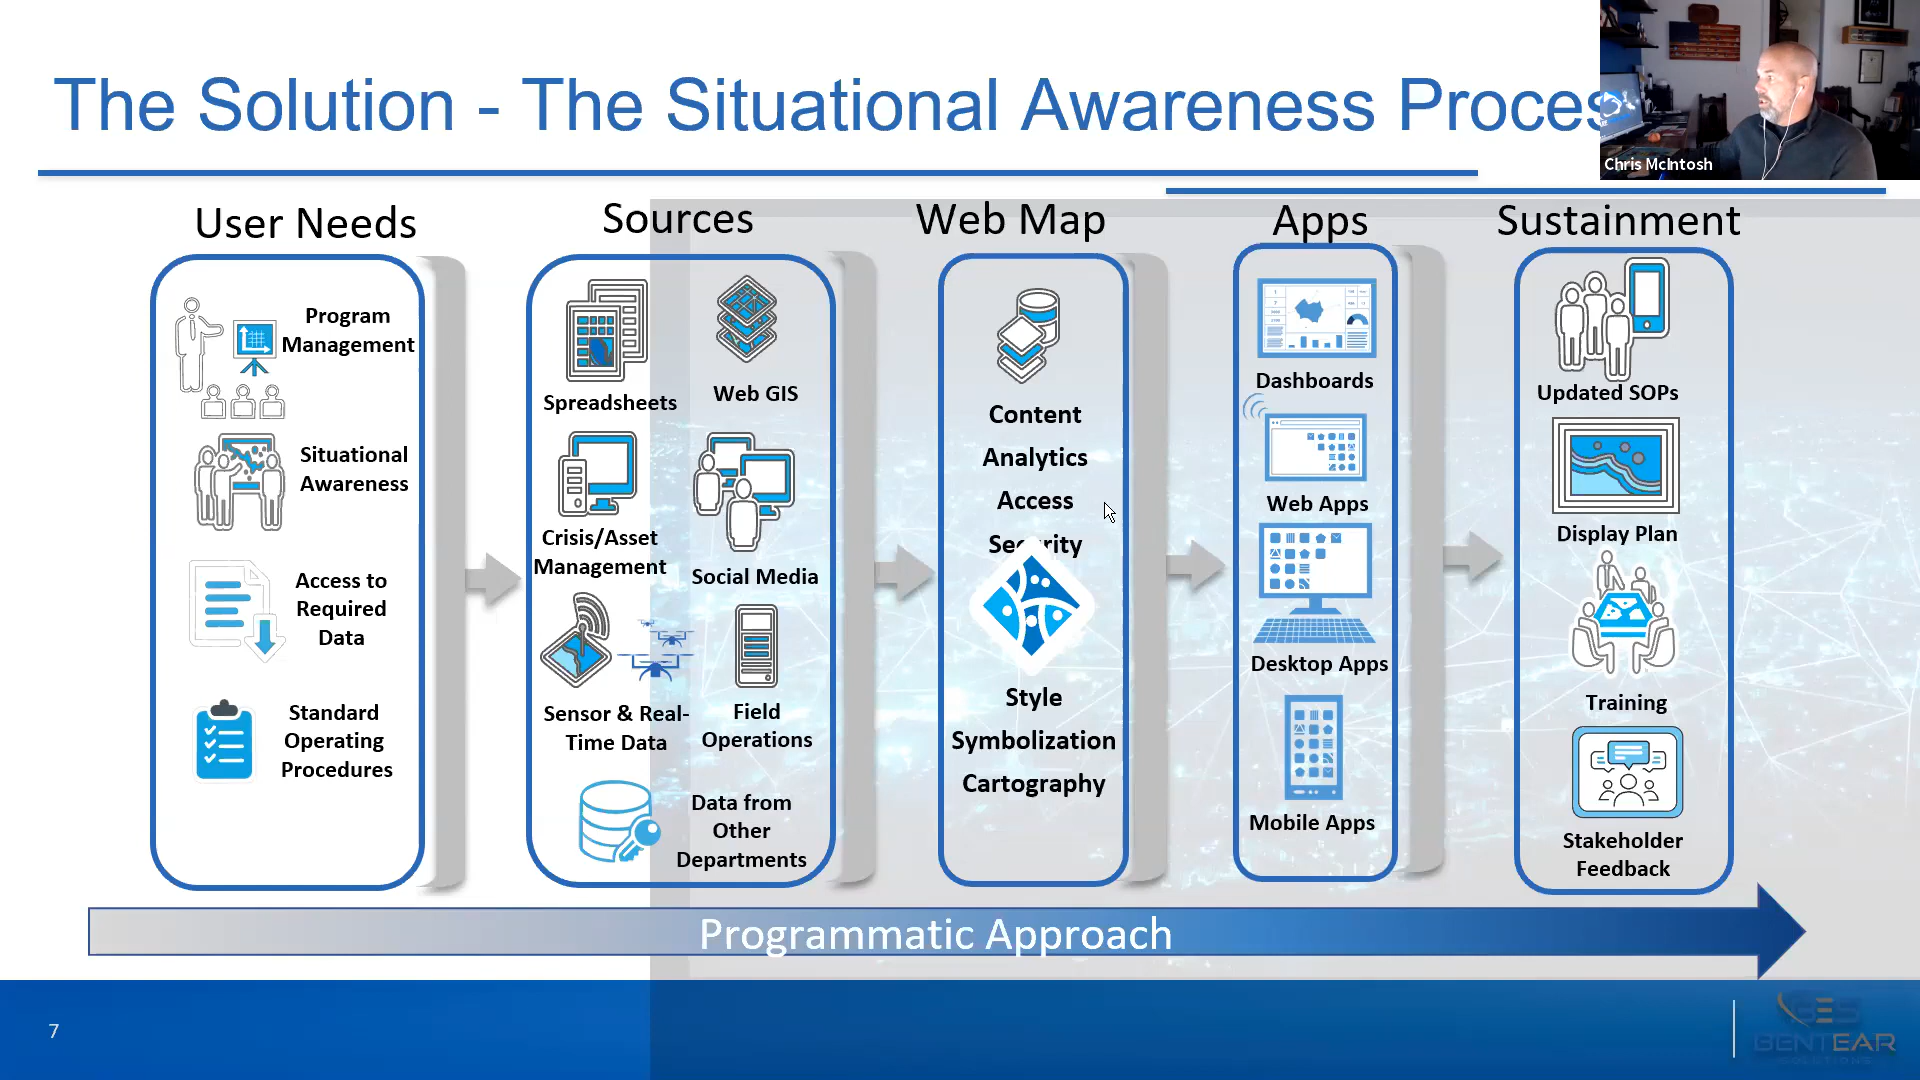 The Solution - The Situational Awareness Proces
Chris McIntosh
User Needs
Program
Management
Situational
Awareness
Access to
Required
Data
Standard
Operating
Procedures
Sources
Spreadsheets
Web GIS
Crisis/Asset
Management
Social Media
Sensor & Real-
Time Data
Field
Operations
Data from
Other
Departments
Web Map
Content
Analytics
Access
Security
Style
Symbolization
Cartography
Apps
Dashboards
Web Apps
Desktop Apps
Mobile Apps
Sustainment
Updated SOPs
Display Plan
Training
Stakeholder
Feedback
Programmatic Approach
7
BENTEAR
SOLUTIONS